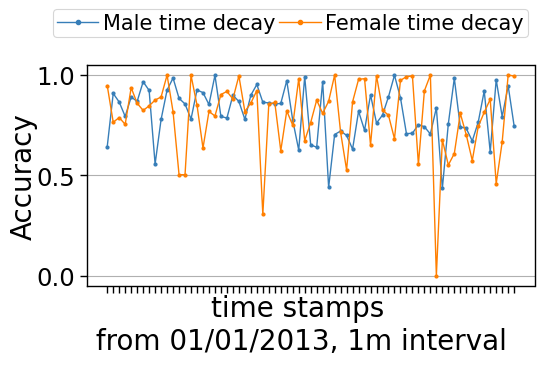 Male time decay Female time decay
1.0
0.5
0.0
Accuracy
time stamps
from 01/01/2013, 1m interval